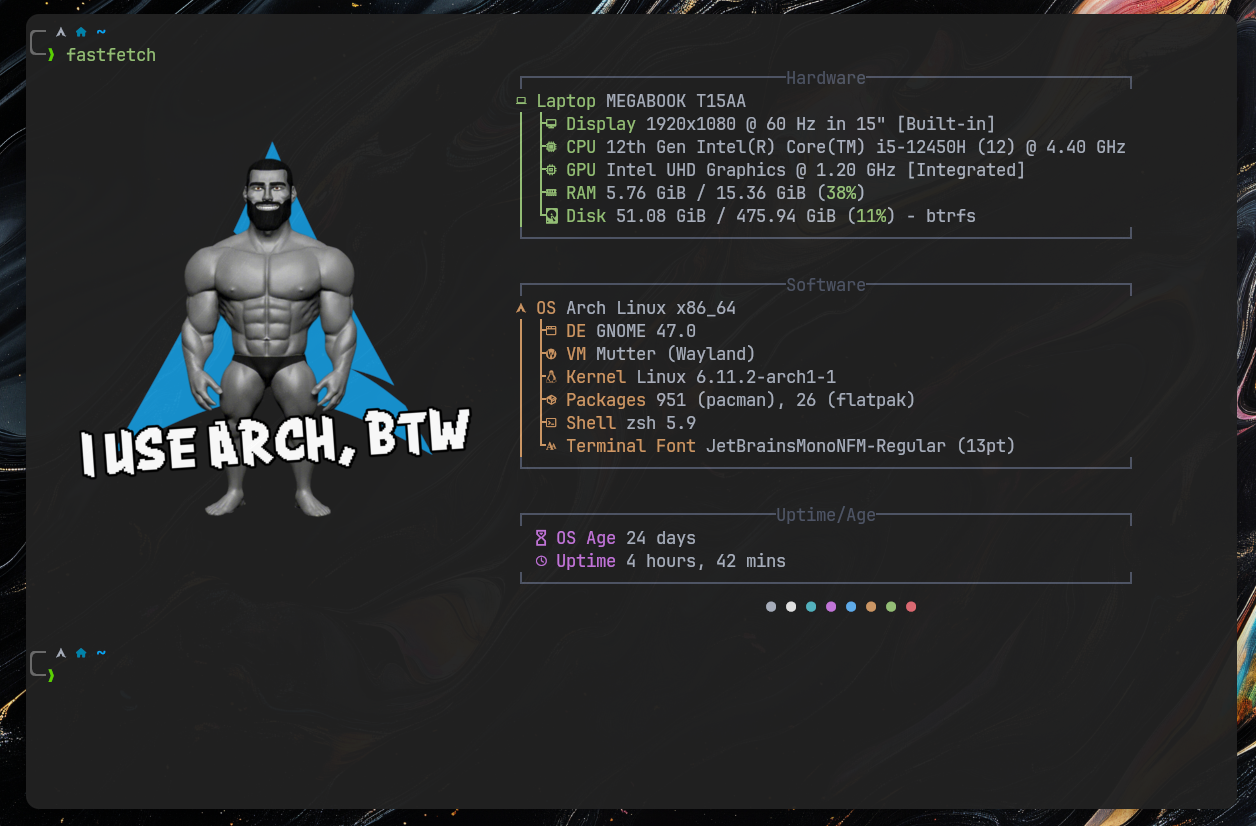 ~
❯ fastfetch
I USE ARCH, BTW
Hardware
Laptop MEGABOOK T15AA
Display 1920x1080 @ 60 Hz in 15" [Built-in]
CPU 12th Gen Intel(R) Core(TM) i5-12450H (12) @ 4.40 GHz
GPU Intel UHD Graphics @ 1.20 GHz [Integrated]
RAM 5.76 GiB / 15.36 GiB (38%)
Disk 51.08 GiB / 475.94 GiB (11%) - btrfs
Software
OS Arch Linux x86_64
DE GNOME 47.0
VM Mutter (Wayland)
Kernel Linux 6.11.2-arch1-1
Packages 951 (pacman), 26 (flatpak)
Shell zsh 5.9
Terminal Font JetBrainsMonoNFM-Regular (13pt)
Uptime/Age
OS Age 24 days
Uptime 4 hours, 42 mins
~
❯